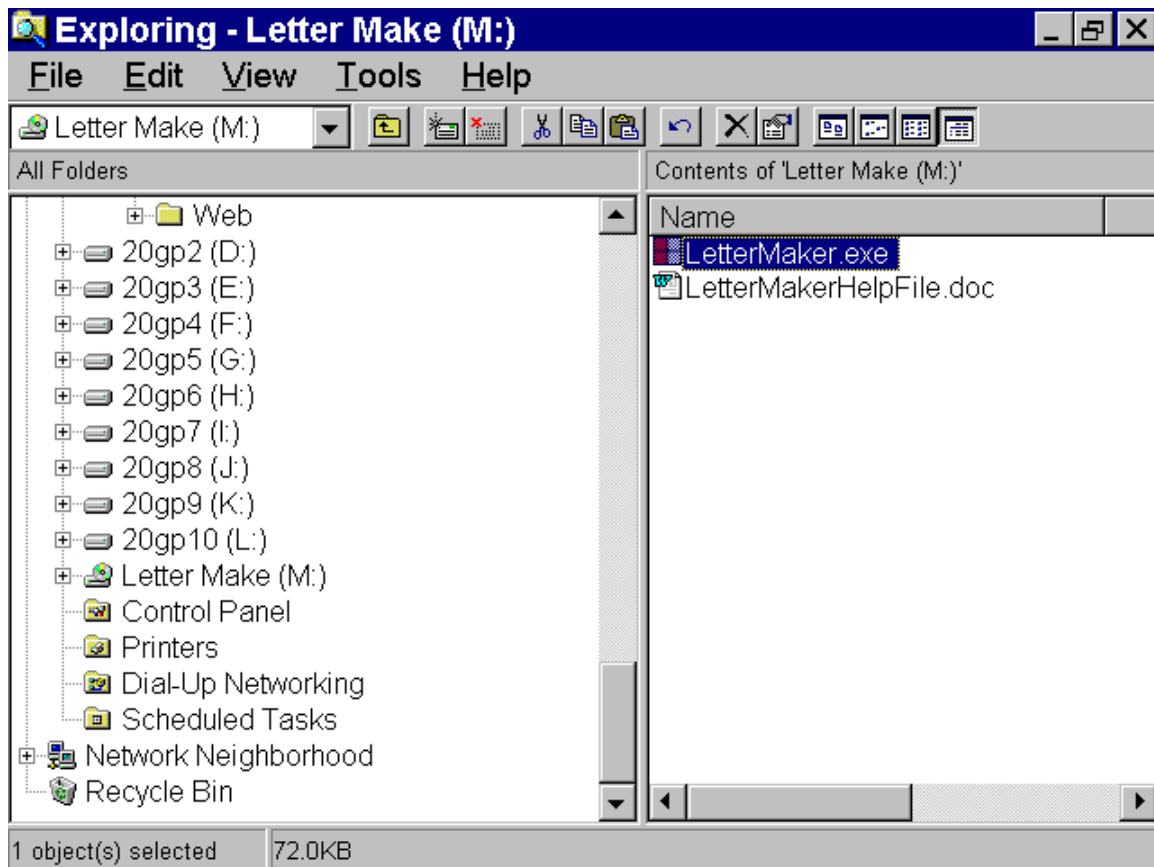 Exploring - Letter Make (M:)
File Edit View Tools Help
Letter Make (M:)
All Folders
Contents of 'Letter Make (M:)'
Web
20gp2 (D:)
20gp3 (E:)
20gp4 (F:)
20gp5 (G:)
20gp6 (H:)
20gp7 (I:)
20gp8 (J:)
20gp9 (K:)
20gp10 (L:)
Letter Make (M:)
Control Panel
Printers
Dial-Up Networking
Scheduled Tasks
Network Neighborhood
Recycle Bin
Name
LetterMaker.exe
LetterMakerHelpFile.doc
1 object(s) selected
72.0KB